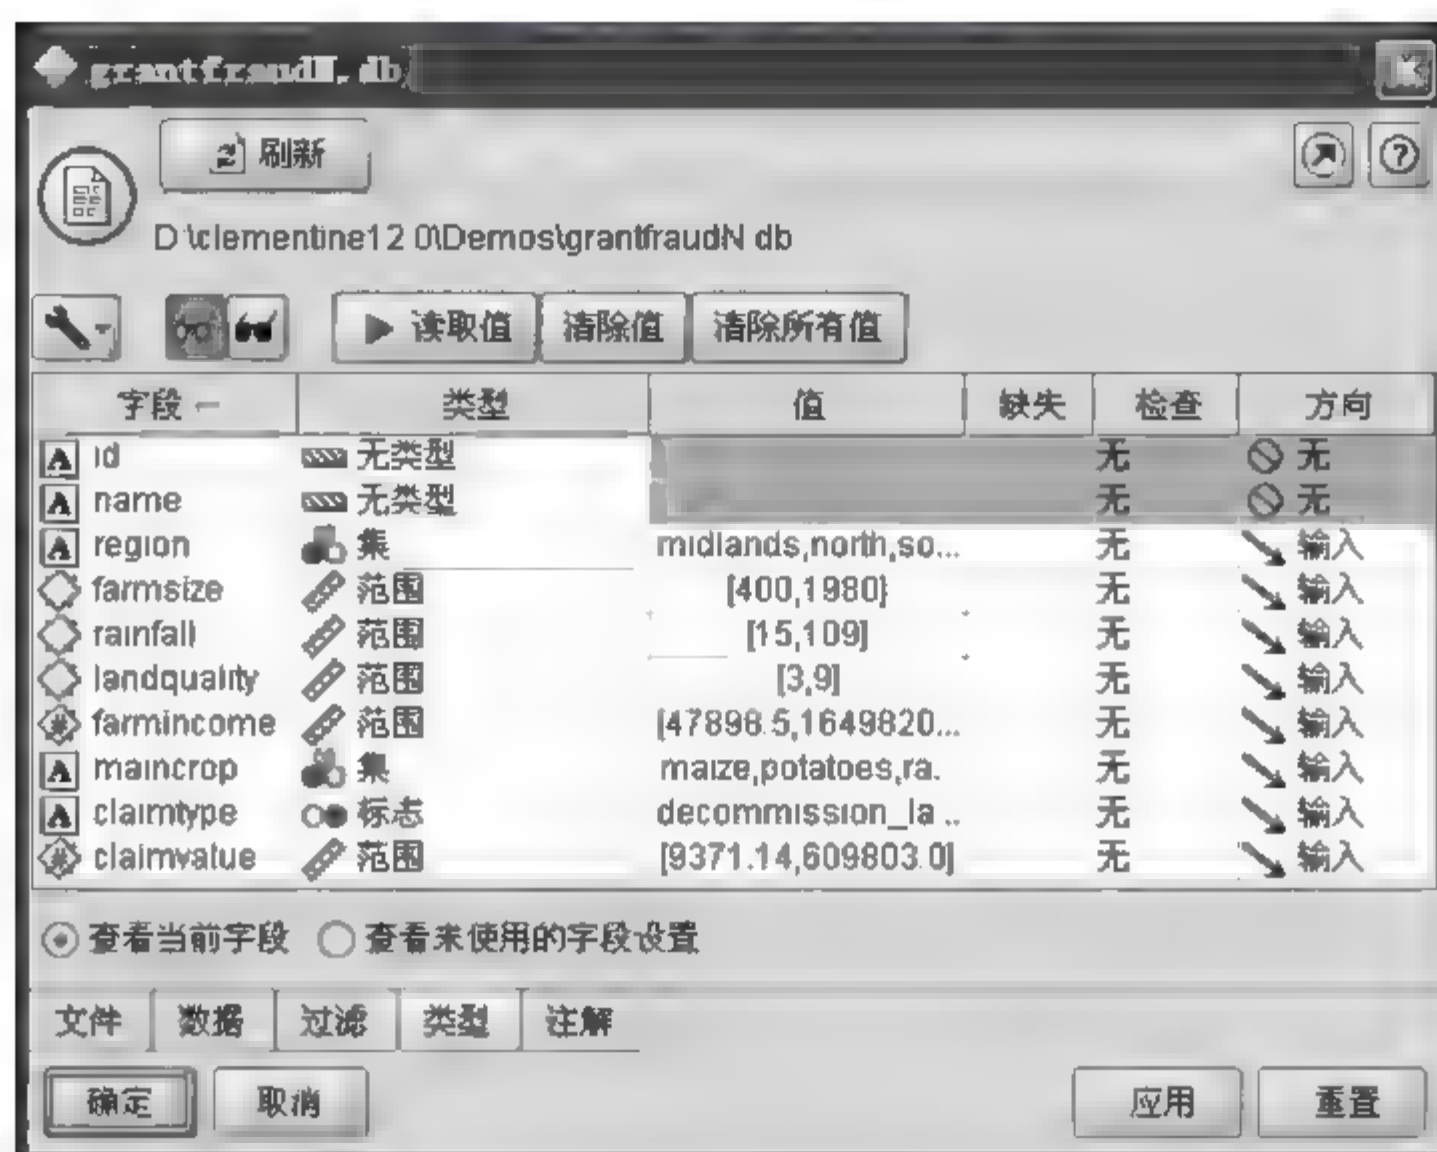 grantfraudN.db
刷新
D \clementine12 0\Demos\grantfraudN db
读取值 清除值 清除所有值
字段 类型 值 缺失 检查 方向
id 无类型 无 无
name 无类型 无 无
region 集 midlands,north,so... 无 输入
farmsize 范围 [400,1980] 无 输入
rainfall 范围 [15,109] 无 输入
landquality 范围 [3,9] 无 输入
farmincome 范围 [47898.5,1649820... 无 输入
maincrop 集 maize,potatoes,ra. 无 输入
claimtype 标志 decommission_la .. 无 输入
claimvalue 范围 [9371.14,609803.0] 无 输入
查看当前字段 查看未使用的字段设置
文件 数据 过滤 类型 注解
确定 取消 应用 重置